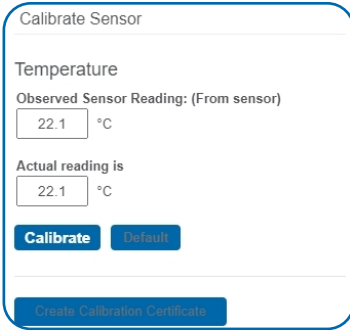 Calibrate Sensor
Temperature
Observed Sensor Reading: (From sensor)
22.1 °C
Actual reading is
22.1 °C
Calibrate Default
Create Calibration Certificate